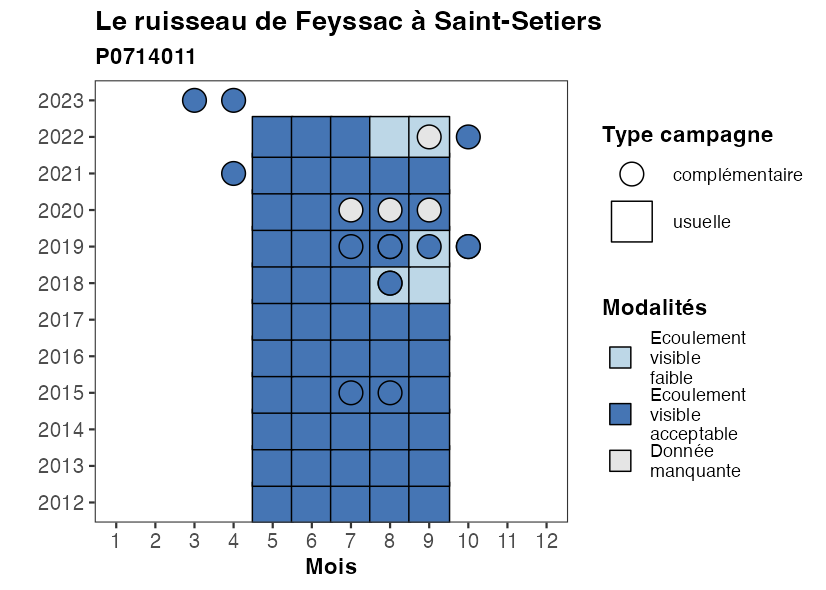 Le ruisseau de Feyssac à Saint-Setiers
P0714011
2023
2022
2021
2020
2019
2018
2017
2016
2015
2014
2013
2012
1 2 3 4 5 6 7 8 9 10 11 12
Mois
Type campagne
complémentaire
usuelle
Modalités
Ecoulement
visible
faible
Ecoulement
visible
acceptable
Donnée
manquante